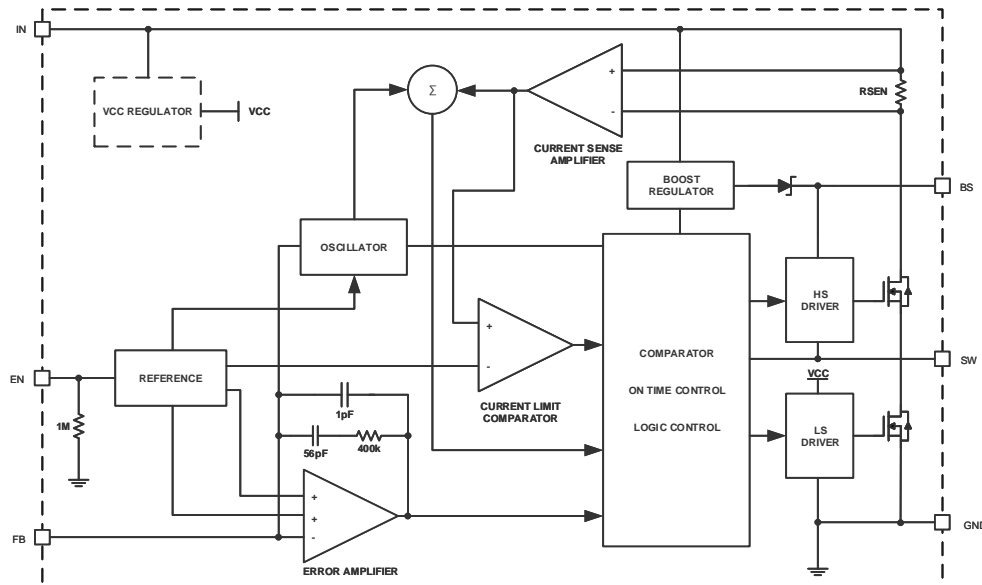 IN
VCC REGULATOR
VCC
Σ
+
-
CURRENT SENSE
AMPLIFIER
RSEN
BOOST
REGULATOR
BS
OSCILLATOR
HS
DRIVER
+
-
CURRENT LIMIT
COMPARATOR
COMPARATOR
ON TIME CONTROL
LOGIC CONTROL
SW
EN
REFERENCE
1M
1pF
56pF
400k
VCC
LS
DRIVER
+
+
-
FB
ERROR AMPLIFIER
GND